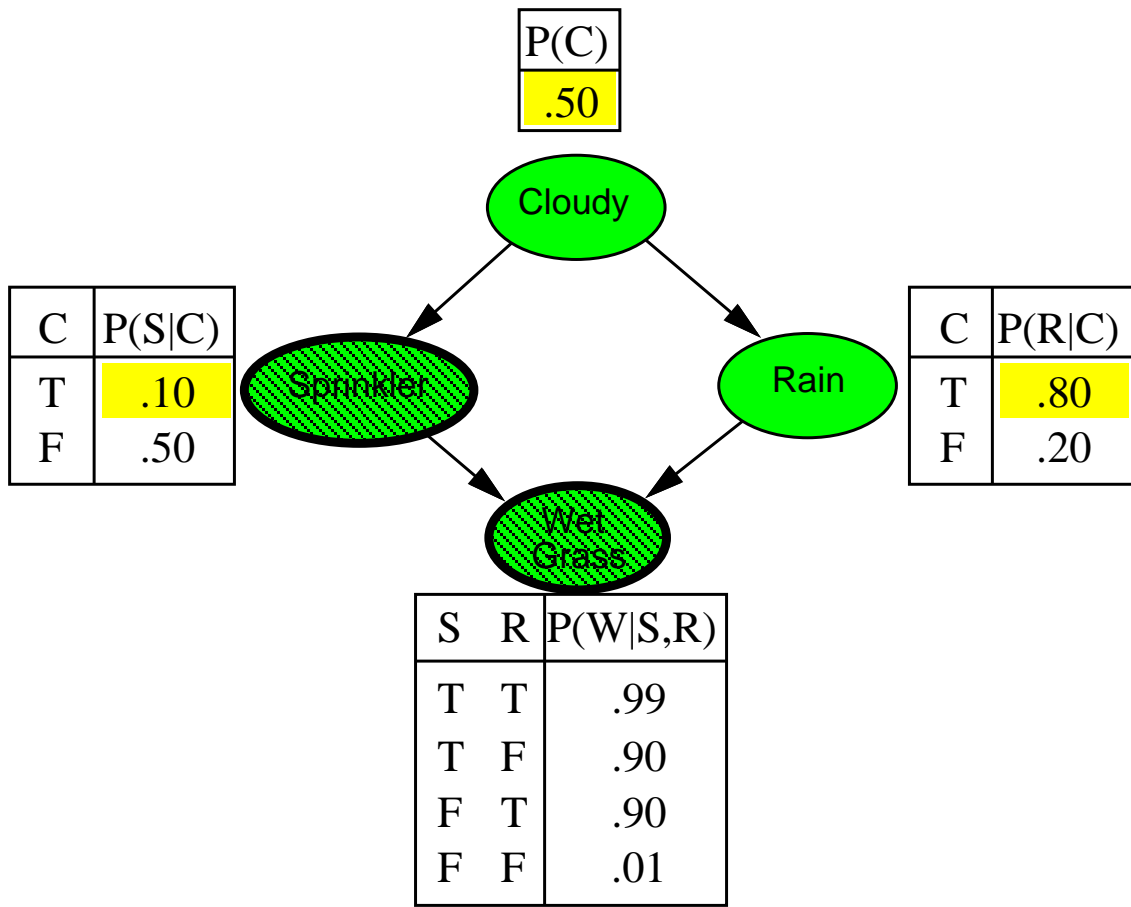 P(C)
.50
Cloudy
C P(S|C)
T .10
F .50
Sprinkler
Rain
C P(R|C)
T .80
F .20
Wet
Grass
S R P(W|S,R)
T T .99
T F .90
F T .90
F F .01